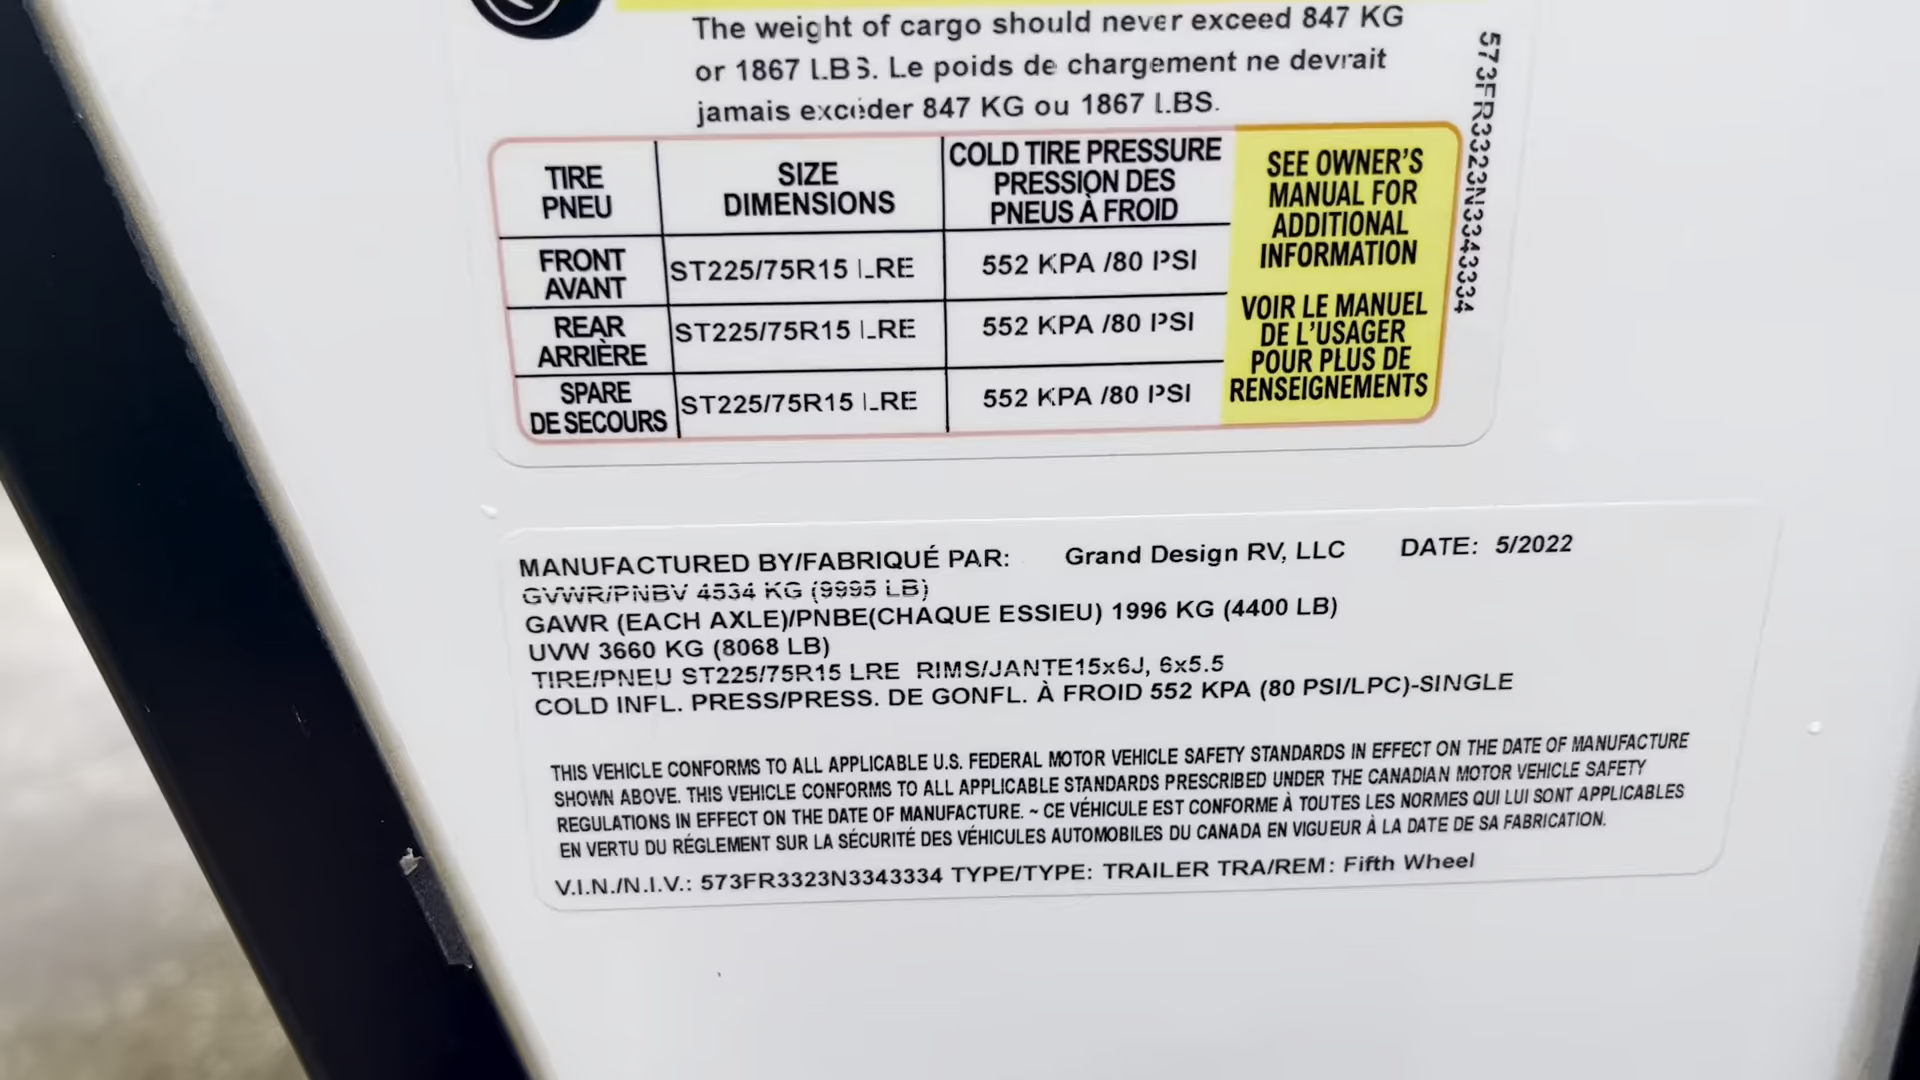 The weight of cargo should never exceed 847 KG
or 1867 LBS. Le poids de chargement ne devrait
jamais excéder 847 KG ou 1867 LBS.
TIRE
PNEU
SIZE
DIMENSIONS
COLD TIRE PRESSURE
PRESSION DES
PNEUS À FROID
FRONT
AVANT
ST225/75R15 LRE
552 KPA /80 PSI
REAR
ARRIÈRE
ST225/75R15 LRE
552 KPA /80 PSI
SPARE
DE SECOURS
ST225/75R15 LRE
552 KPA /80 PSI
SEE OWNER'S
MANUAL FOR
ADDITIONAL
INFORMATION
VOIR LE MANUEL
DE L'USAGER
POUR PLUS DE
RENSEIGNEMENTS
573FR3323N3343334
MANUFACTURED BY/FABRIQUÉ PAR: Grand Design RV, LLC DATE: 5/2022
GVWR/PNBV 4534 KG (9995 LB)
GAWR (EACH AXLE)/PNBE(CHAQUE ESSIEU) 1996 KG (4400 LB)
UVW 3660 KG (8068 LB)
TIRE/PNEU ST225/75R15 LRE RIMS/JANTE15x6J, 6x5.5
COLD INFL. PRESS/PRESS. DE GONFL. À FROID 552 KPA (80 PSI/LPC)-SINGLE
THIS VEHICLE CONFORMS TO ALL APPLICABLE U.S. FEDERAL MOTOR VEHICLE SAFETY STANDARDS IN EFFECT ON THE DATE OF MANUFACTURE
SHOWN ABOVE. THIS VEHICLE CONFORMS TO ALL APPLICABLE STANDARDS PRESCRIBED UNDER THE CANADIAN MOTOR VEHICLE SAFETY
REGULATIONS IN EFFECT ON THE DATE OF MANUFACTURE. ~ CE VÉHICULE EST CONFORME À TOUTES LES NORMES QUI LUI SONT APPLICABLES
EN VERTU DU RÉGLEMENT SUR LA SÉCURITÉ DES VÉHICULES AUTOMOBILES DU CANADA EN VIGUEUR À LA DATE DE SA FABRICATION.
V.I.N./N.I.V.: 573FR3323N3343334 TYPE/TYPE: TRAILER TRA/REM: Fifth Wheel